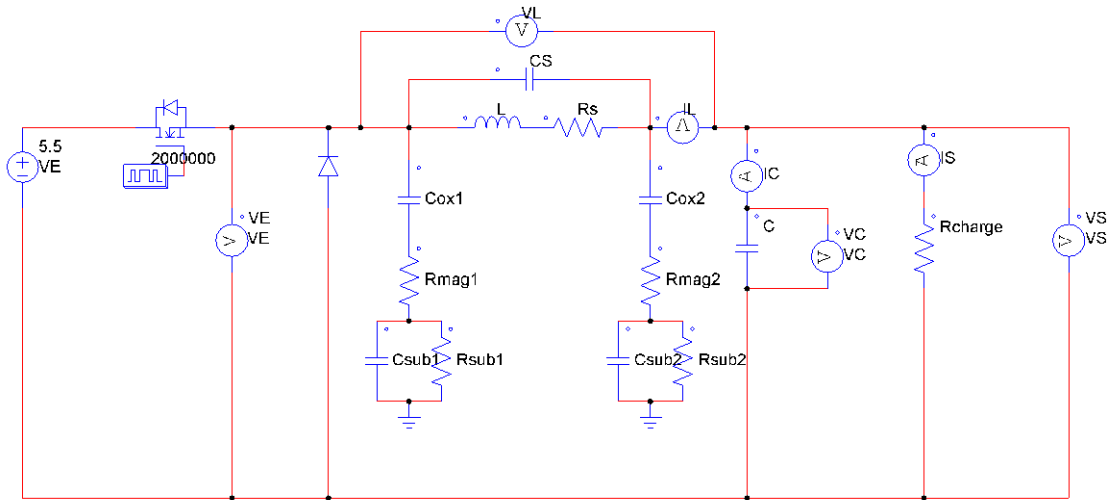 VL
V
CS
L
Rs
IL
V
5.5
VE
2000000
A
IS
A
IC
Cox1
Cox2
VE
VE
V
C
VC
VC
V
Rcharge
VS
VS
V
Rmag1
Rmag2
Csub1
Rsub1
Csub2
Rsub2